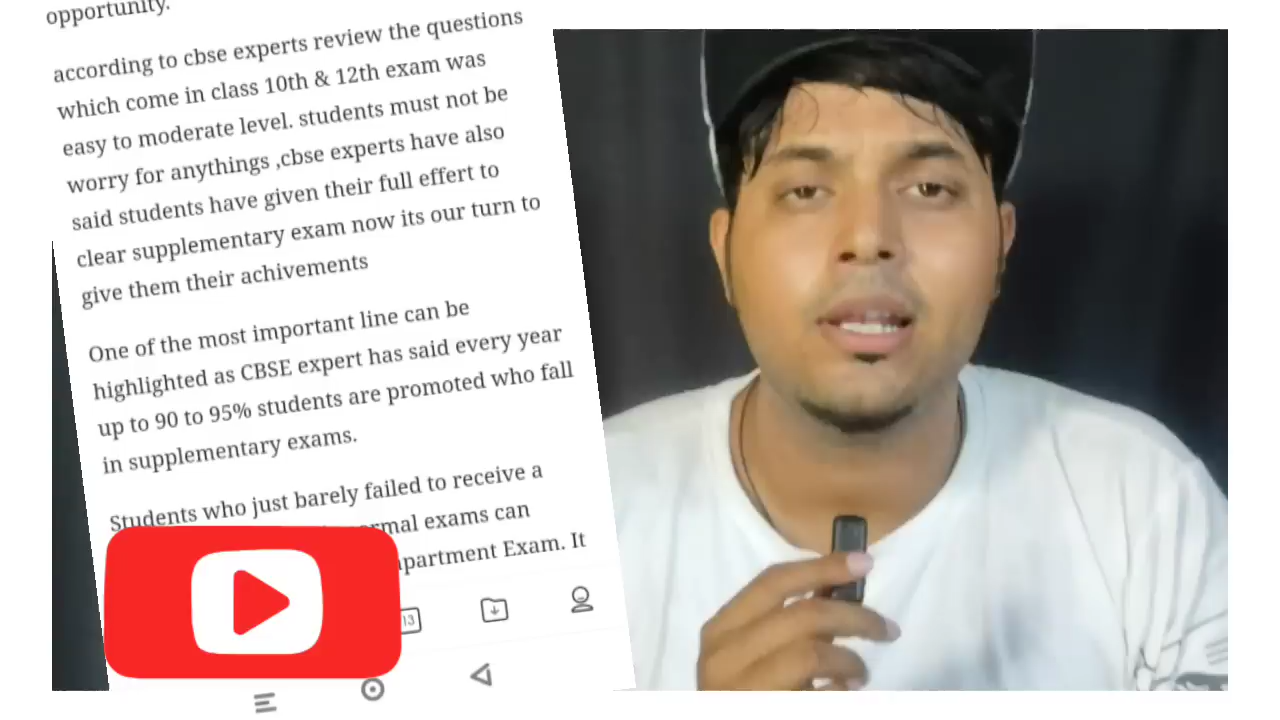 opportunity.
according to cbse experts review the questions
which come in class 10th & 12th exam was
easy to moderate level. students must not be
worry for anythings ,cbse experts have also
said students have given their full effert to
clear supplementary exam now its our turn to
give them their achivements
One of the most important line can be
highlighted as CBSE expert has said every year
up to 90 to 95% students are promoted who fall
in supplementary exams.
Students who just barely failed to receive a
exams can
Exam. It
13